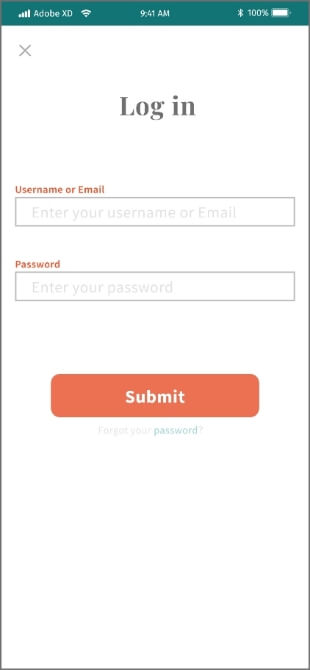 Adobe XD 9:41 AM 100%
Log in
Username or Email
Enter your username or Email
Password
Enter your password
Submit
Forgot your password?